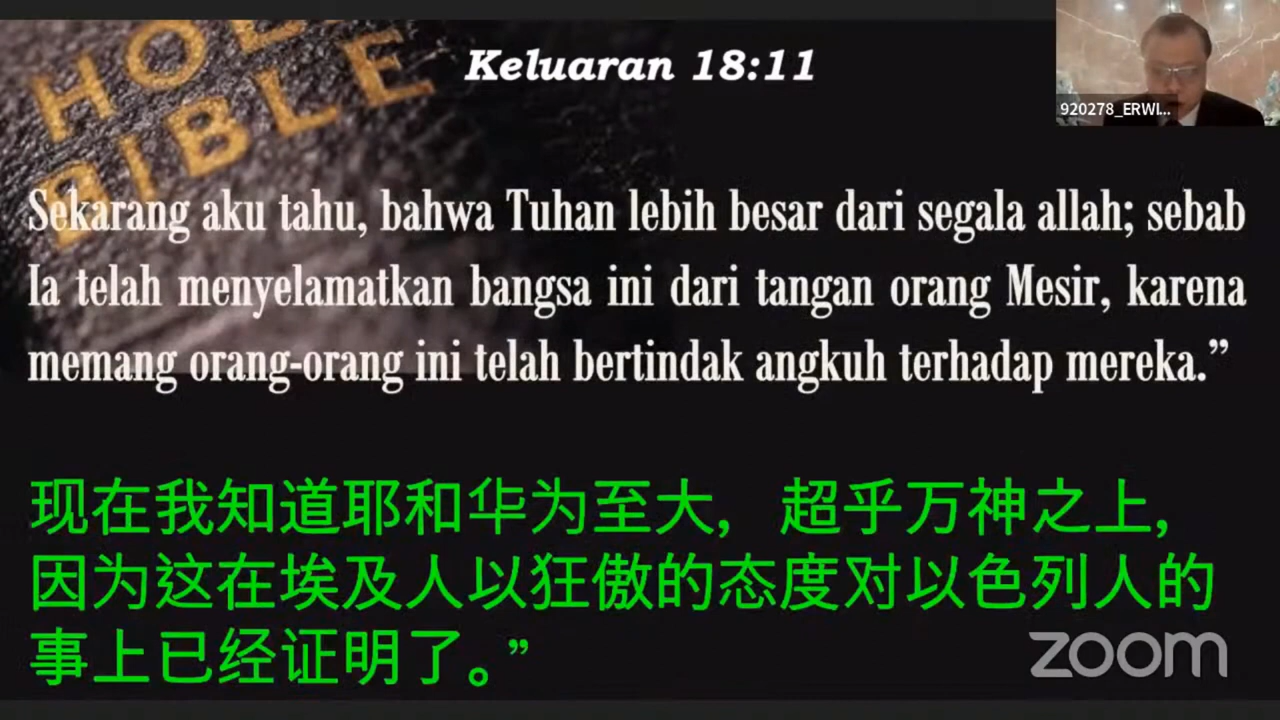 HOLY
BIBLE
Keluaran 18:11
920278_ERWI...
Sekarang aku tahu, bahwa Tuhan lebih besar dari segala allah; sebab
Ia telah menyelamatkan bangsa ini dari tangan orang Mesir, karena
memang orang-orang ini telah bertindak angkuh terhadap mereka.”
现在我知道耶和华为至大，超乎万神之上，
因为这在埃及人以狂傲的态度对以色列人的
事上已经证明了。”
zoom